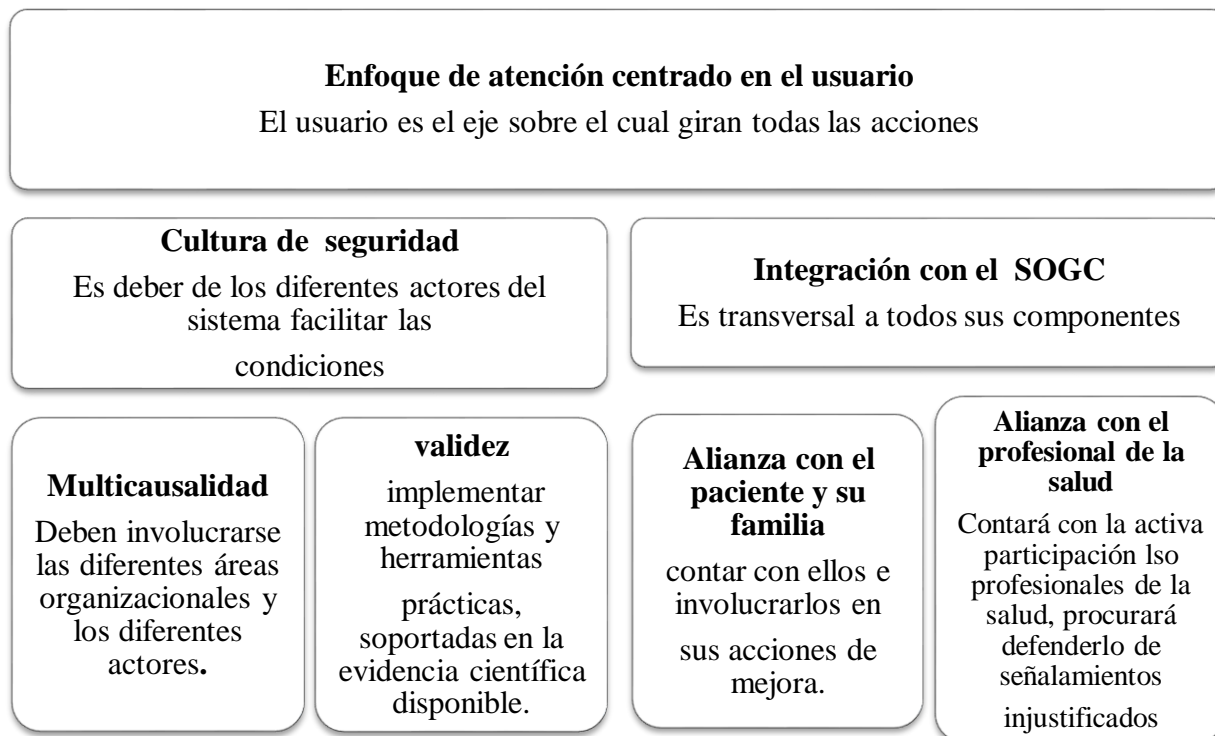 Enfoque de atención centrado en el usuario
El usuario es el eje sobre el cual giran todas las acciones
Cultura de seguridad
Es deber de los diferentes actores del
sistema facilitar las
condiciones
Integración con el SOGC
Es transversal a todos sus componentes
Multicausalidad
Deben involucrarse
las diferentes áreas
organizacionales y
los diferentes
actores.
validez
implementar
metodologías y
herramientas
prácticas,
soportadas en la
evidencia científica
disponible.
Alianza con el
paciente y su
familia
contar con ellos e
involucrarlos en
sus acciones de
mejora.
Alianza con el
profesional de la
salud
Contará con la activa
participación lso
profesionales de la
salud, procurará
defenderlo de
señalamientos
injustificados